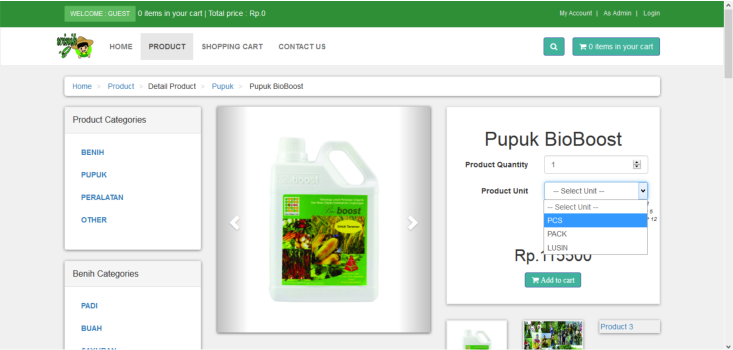 WELCOME : GUEST 0 items in your cart | Total price : Rp.0
My Account | As Admin | Login
HOME PRODUCT SHOPPING CART CONTACT US
0 items in your cart
Home > Product > Detail Product > Pupuk > Pupuk BioBoost
Product Categories
BENIH
PUPUK
PERALATAN
OTHER
Benih Categories
PADI
BUAH
boost
Pupuk BioBoost
Product Quantity 1
Product Unit -- Select Unit --
-- Select Unit --
PCS
PACK
LUSIN
6
12
Rp.115500
Add to cart
Product 3